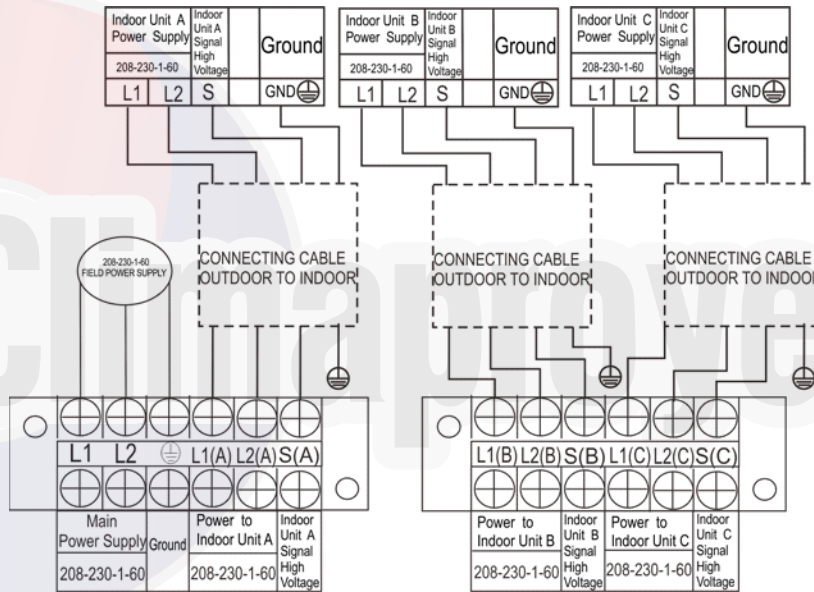 Indoor Unit A
Power Supply
208-230-1-60
Indoor
Unit A
Signal
High
Voltage
Ground
L1 L2 S GND
Indoor Unit B
Power Supply
208-230-1-60
Indoor
Unit B
Signal
High
Voltage
Ground
L1 L2 S GND
Indoor Unit C
Power Supply
208-230-1-60
Indoor
Unit C
Signal
High
Voltage
Ground
L1 L2 S GND
208-230-1-60
FIELD POWER SUPPLY
CONNECTING CABLE
OUTDOOR TO INDOOR
CONNECTING CABLE
OUTDOOR TO INDOOR
CONNECTING CABLE
OUTDOOR TO INDOOR
Climaproye
L1 L2 L1(A) L2(A) S(A)
Main
Power Supply
208-230-1-60
Ground
Power to
Indoor Unit A
208-230-1-60
Indoor
Unit A
Signal
High
Voltage
L1(B) L2(B) S(B) L1(C) L2(C) S(C)
Power to
Indoor Unit B
208-230-1-60
Indoor
Unit B
Signal
High
Voltage
Power to
Indoor Unit C
208-230-1-60
Indoor
Unit C
Signal
High
Voltage